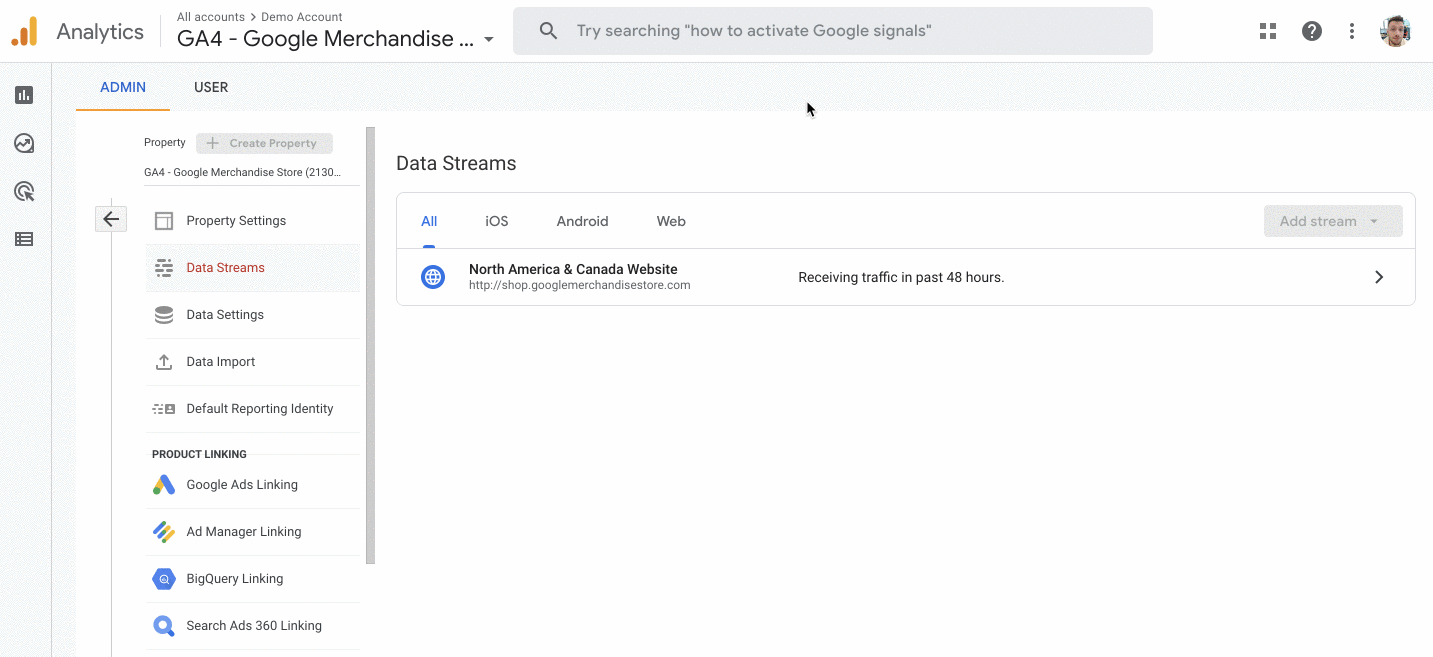 Analytics
All accounts > Demo Account
GA4 - Google Merchandise ...
Try searching "how to activate Google signals"
ADMIN
USER
Property
Create Property
GA4 - Google Merchandise Store (2130...
Property Settings
Data Streams
Data Settings
Data Import
Default Reporting Identity
PRODUCT LINKING
Google Ads Linking
Ad Manager Linking
BigQuery Linking
Search Ads 360 Linking
Data Streams
All
iOS
Android
Web
Add stream
North America & Canada Website
http://shop.googlemerchandisestore.com
Receiving traffic in past 48 hours.